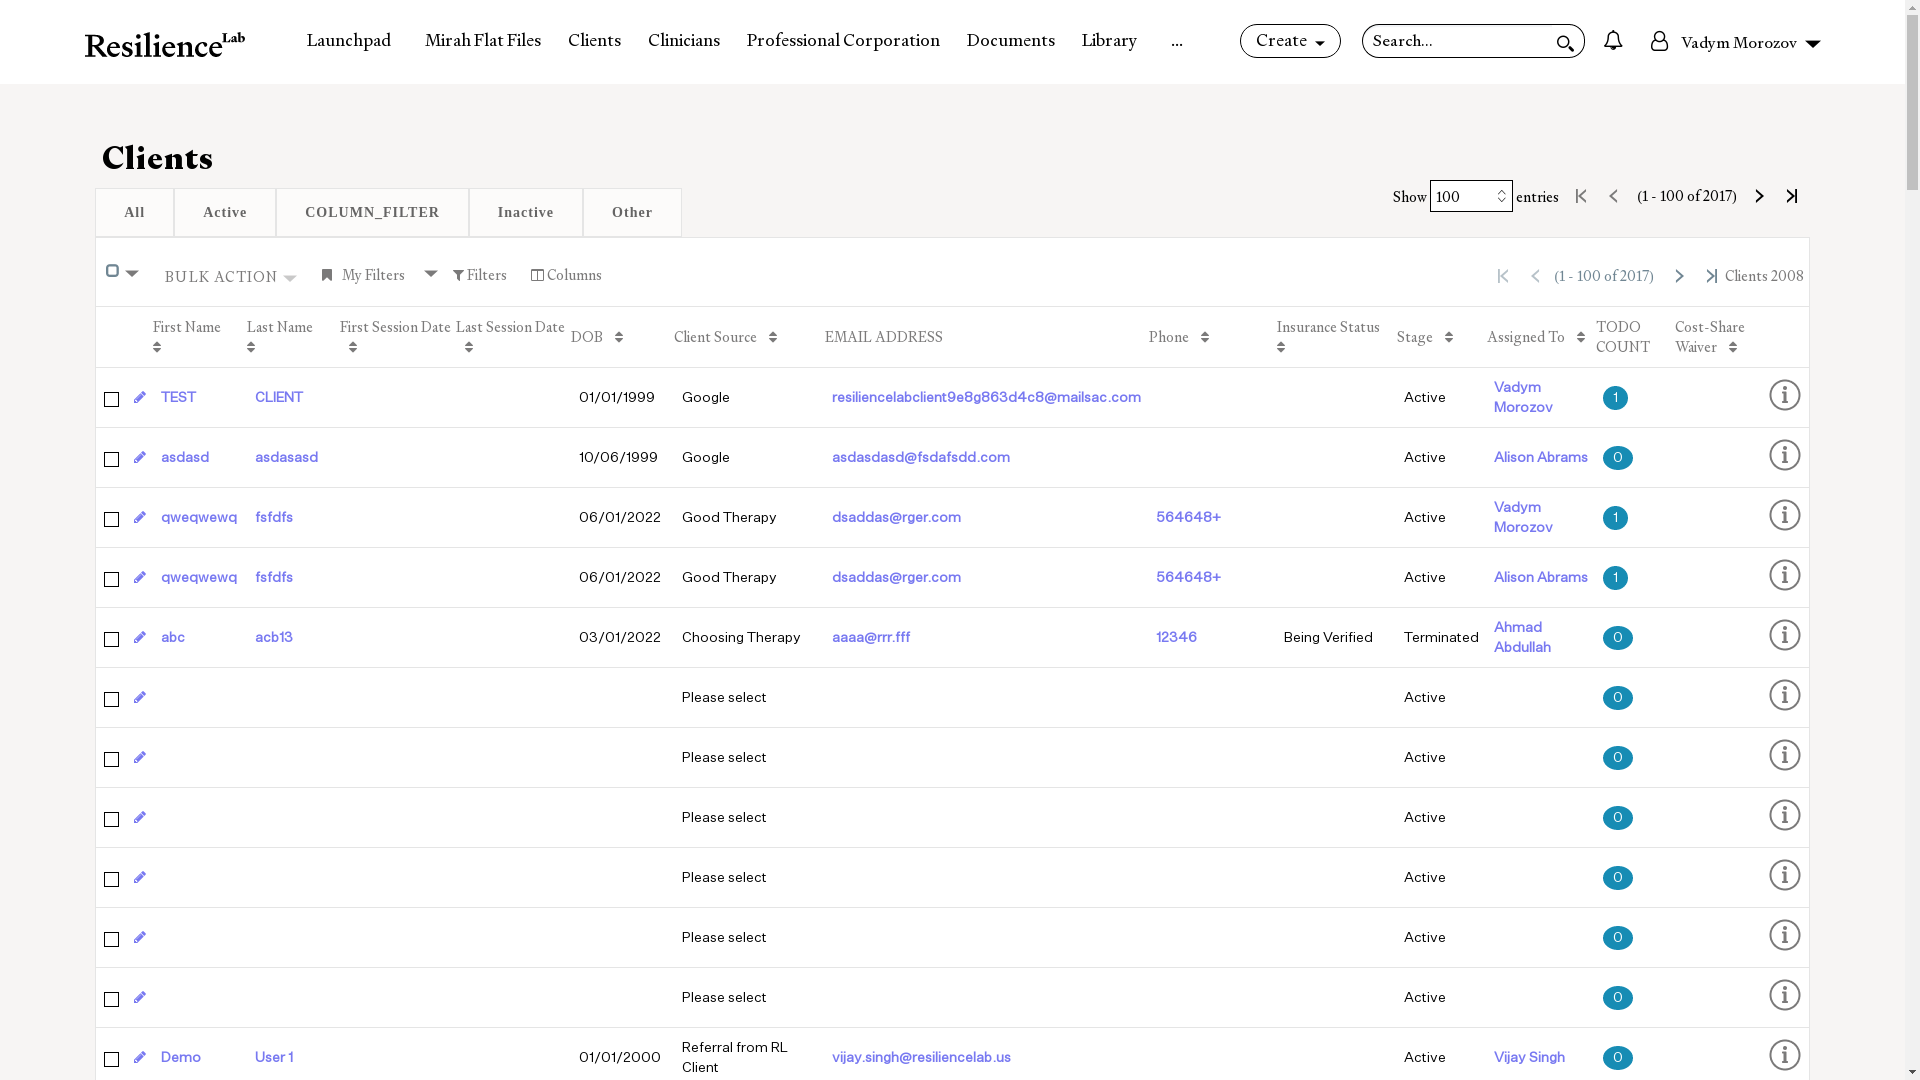 Resilience Lab Launchpad Mirah Flat Files Clients Clinicians Professional Corporation Documents Library ... Create Search... Vadym Morozov
Clients
Show 100 entries (1 - 100 of 2017)
All Active COLUMN_FILTER Inactive Other
BULK ACTION My Filters Filters Columns (1 - 100 of 2017) Clients 2008
First Name Last Name First Session Date Last Session Date DOB Client Source EMAIL ADDRESS Phone Insurance Status Stage Assigned To TODO COUNT Cost-Share Waiver
TEST CLIENT 01/01/1999 Google resiliencelabclient9e8g863d4c8@mailsac.com Active Vadym Morozov 1
asdasd asdasasd 10/06/1999 Google asdasdasd@fsdafsdd.com Active Alison Abrams 0
qweqwewq fsfdfs 06/01/2022 Good Therapy dsaddas@rger.com 564648+ Active Vadym Morozov 1
qweqwewq fsfdfs 06/01/2022 Good Therapy dsaddas@rger.com 564648+ Active Alison Abrams 1
abc acb13 03/01/2022 Choosing Therapy aaaa@rrr.fff 12346 Being Verified Terminated Ahmad Abdullah 0
Please select Active 0
Please select Active 0
Please select Active 0
Please select Active 0
Please select Active 0
Please select Active 0
Demo User 1 01/01/2000 Referral from RL Client vijay.singh@resiliencelab.us Active Vijay Singh 0